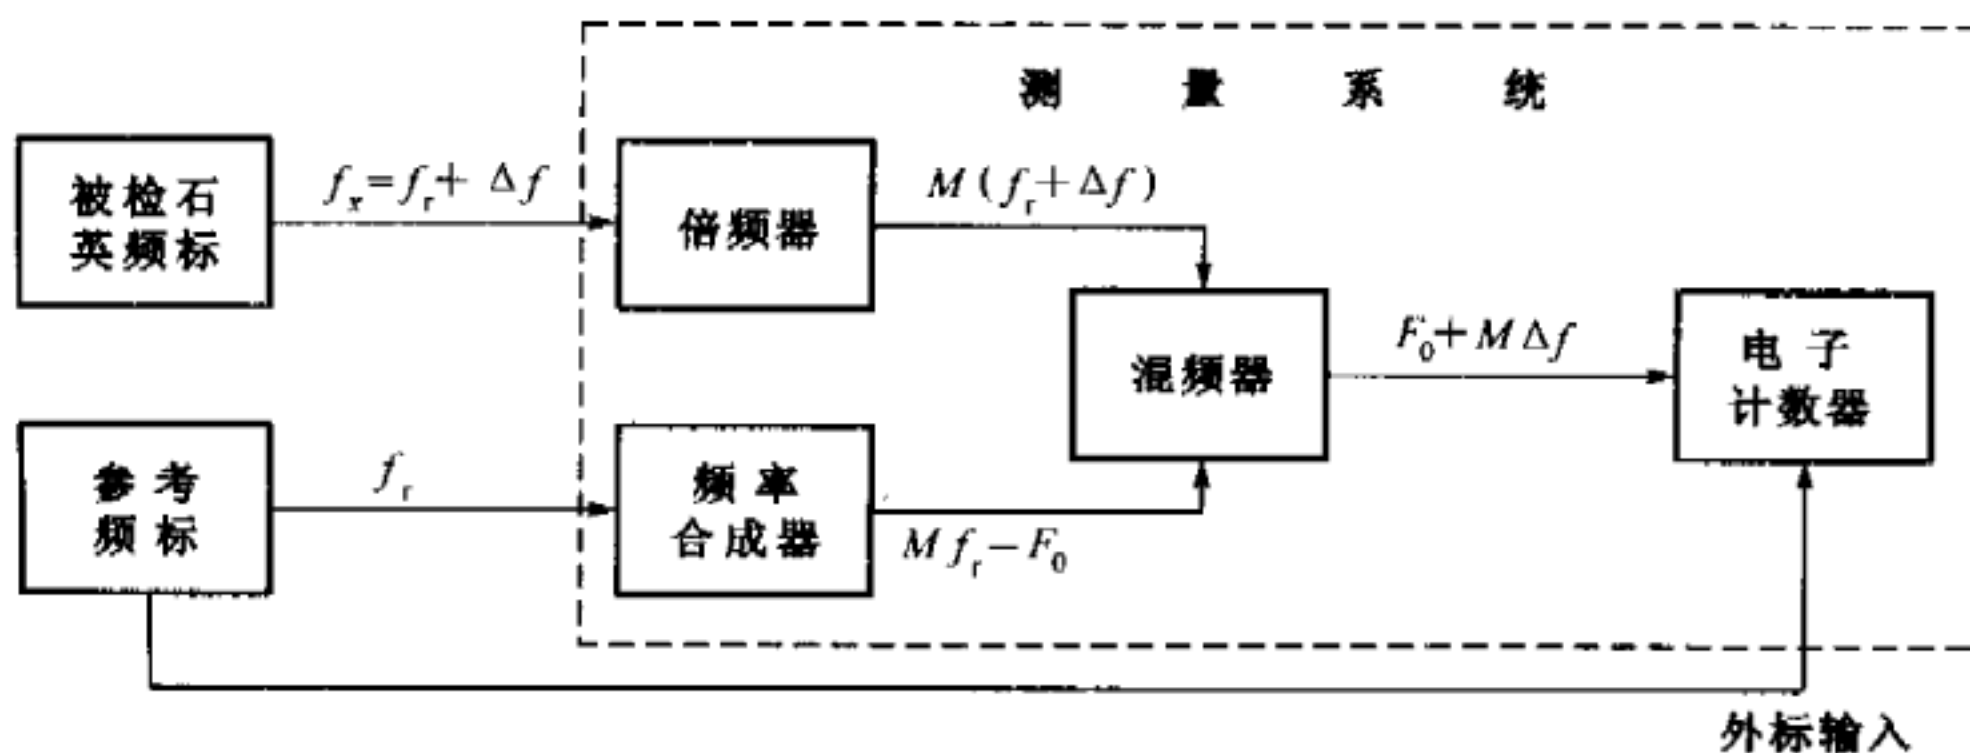 测量系统
被检石
英频标
f_x=f_r+Δf
倍频器
M(f_r+Δf)
混频器
F_0+MΔf
电子
计数器
参考
频标
f_r
频率
合成器
Mf_r-F_0
外标输入